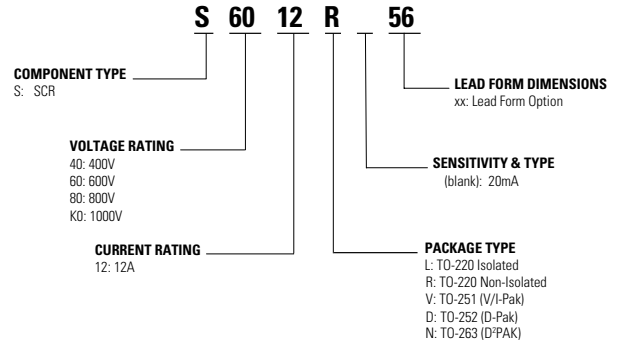 S 60 12 R 56
COMPONENT TYPE
S: SCR
LEAD FORM DIMENSIONS
xx: Lead Form Option
VOLTAGE RATING
40: 400V
60: 600V
80: 800V
K0: 1000V
SENSITIVITY & TYPE
(blank): 20mA
CURRENT RATING
12: 12A
PACKAGE TYPE
L: TO-220 Isolated
R: TO-220 Non-Isolated
V: TO-251 (V/I-Pak)
D: TO-252 (D-Pak)
N: TO-263 (D²PAK)